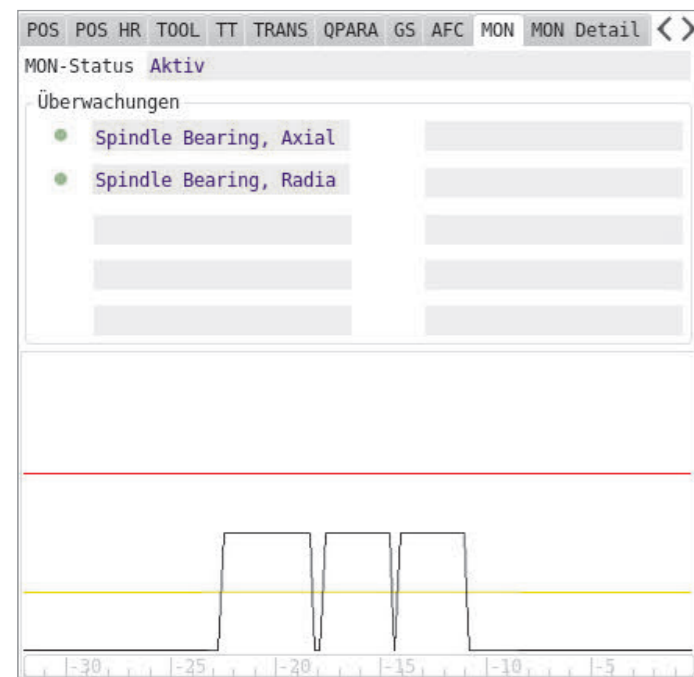 POS POS HR TOOL TT TRANS QPARA GS AFC MON MON Detail
MON-Status Aktiv
Überwachungen
Spindle Bearing, Axial
Spindle Bearing, Radia
-30 -25 -20 -15 -10 -5